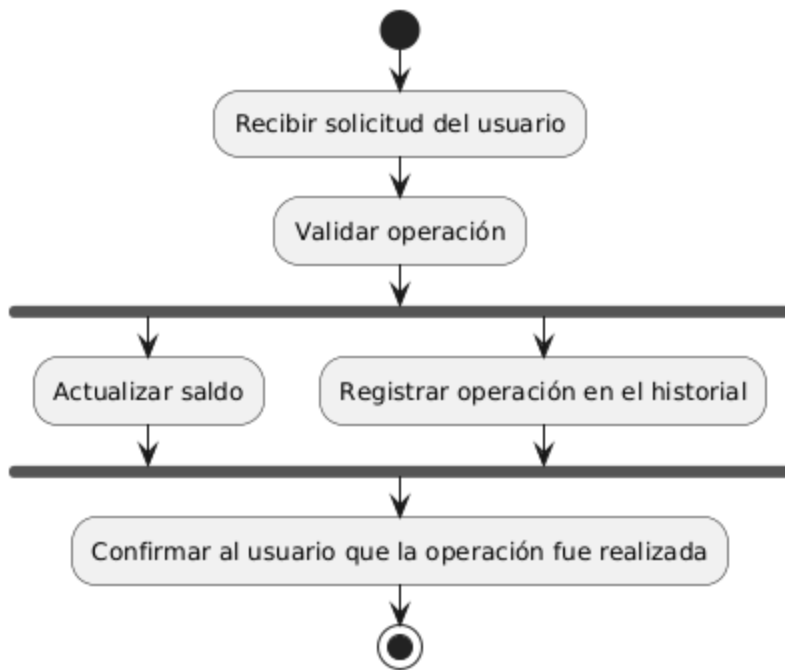 Recibir solicitud del usuario
Validar operación
Actualizar saldo
Registrar operación en el historial
Confirmar al usuario que la operación fue realizada